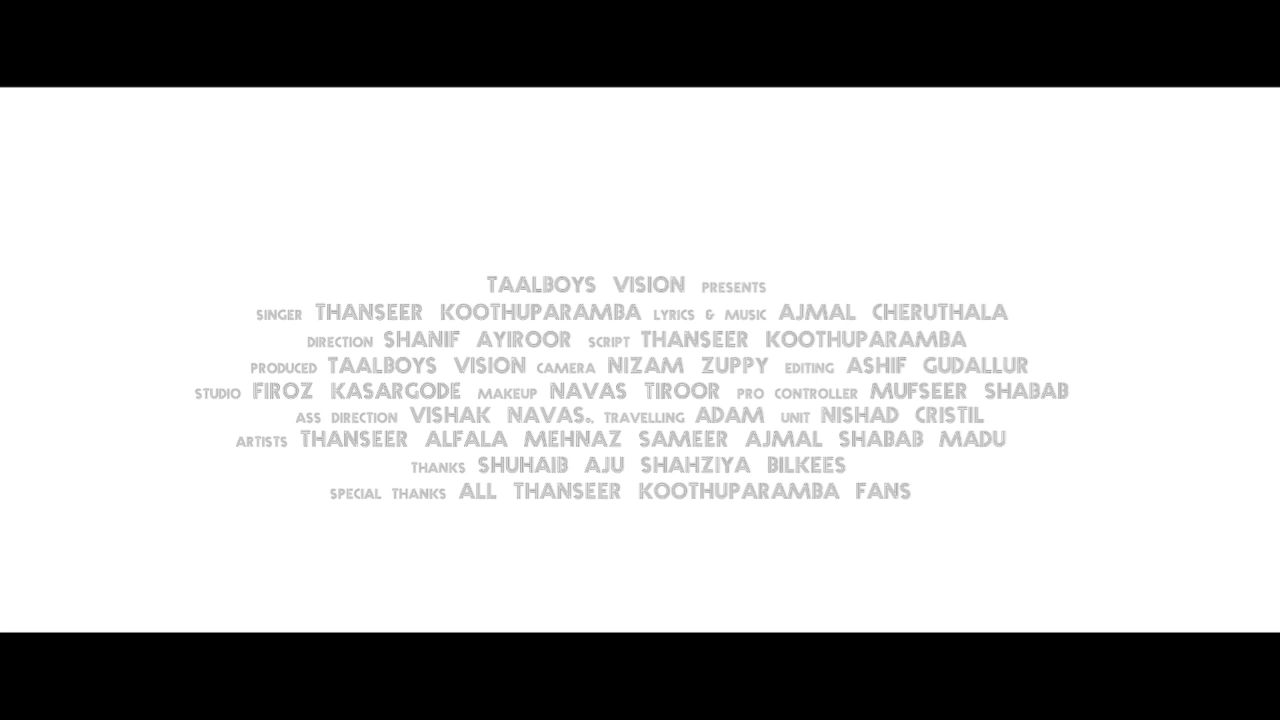 TAALBOYS VISION PRESENTS
SINGER THANSEER KOOTHUPARAMBA LYRICS & MUSIC AJMAL CHERUTHALA
DIRECTION SHANIF AYIROOR SCRIPT THANSEER KOOTHUPARAMBA
PRODUCED TAALBOYS VISION CAMERA NIZAM ZUPPY EDITING ASHIF GUDALLUR
STUDIO FIROZ KASARGODE MAKEUP NAVAS TIROOR PRO CONTROLLER MUFSEER SHABAB
ASS DIRECTION VISHAK NAVAS., TRAVELLING ADAM UNIT NISHAD CRISTIL
ARTISTS THANSEER ALFALA MEHNAZ SAMEER AJMAL SHABAB MADU
THANKS SHUHAIB AJU SHAHZIYA BILKEES
SPECIAL THANKS ALL THANSEER KOOTHUPARAMBA FANS